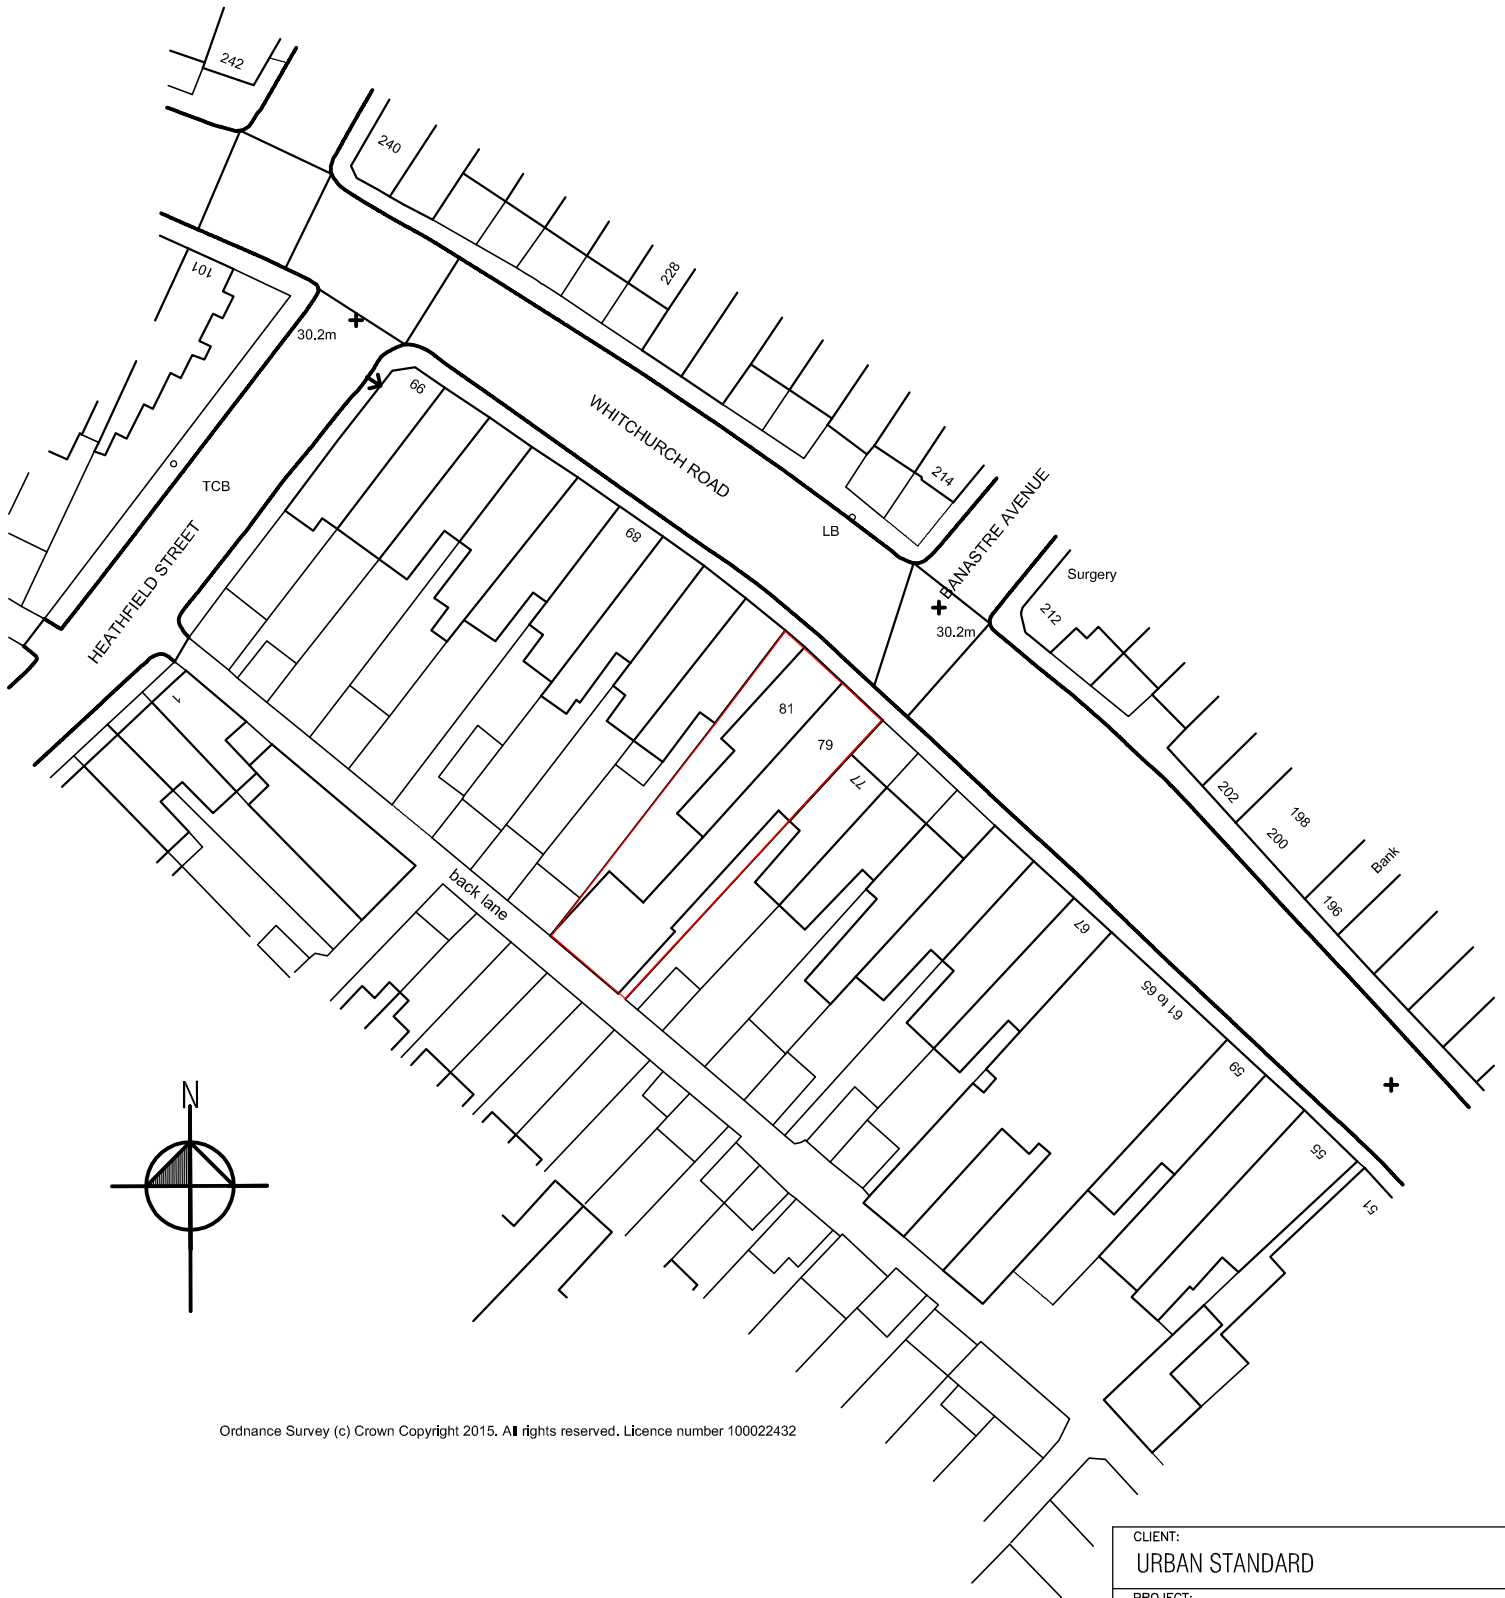 242
240
101
228
30.2m
66
WHITCHURCH ROAD
214
TCB
LB
BANASTRE AVENUE
68
HEATHFIELD STREET
Surgery
212
30.2m
1
81
79
77
202
198
200
Bank
back lane
196
67
61 to 65
59
N
55
51
Ordnance Survey (c) Crown Copyright 2015. All rights reserved. Licence number 100022432
CLIENT:
URBAN STANDARD
PROJECT: